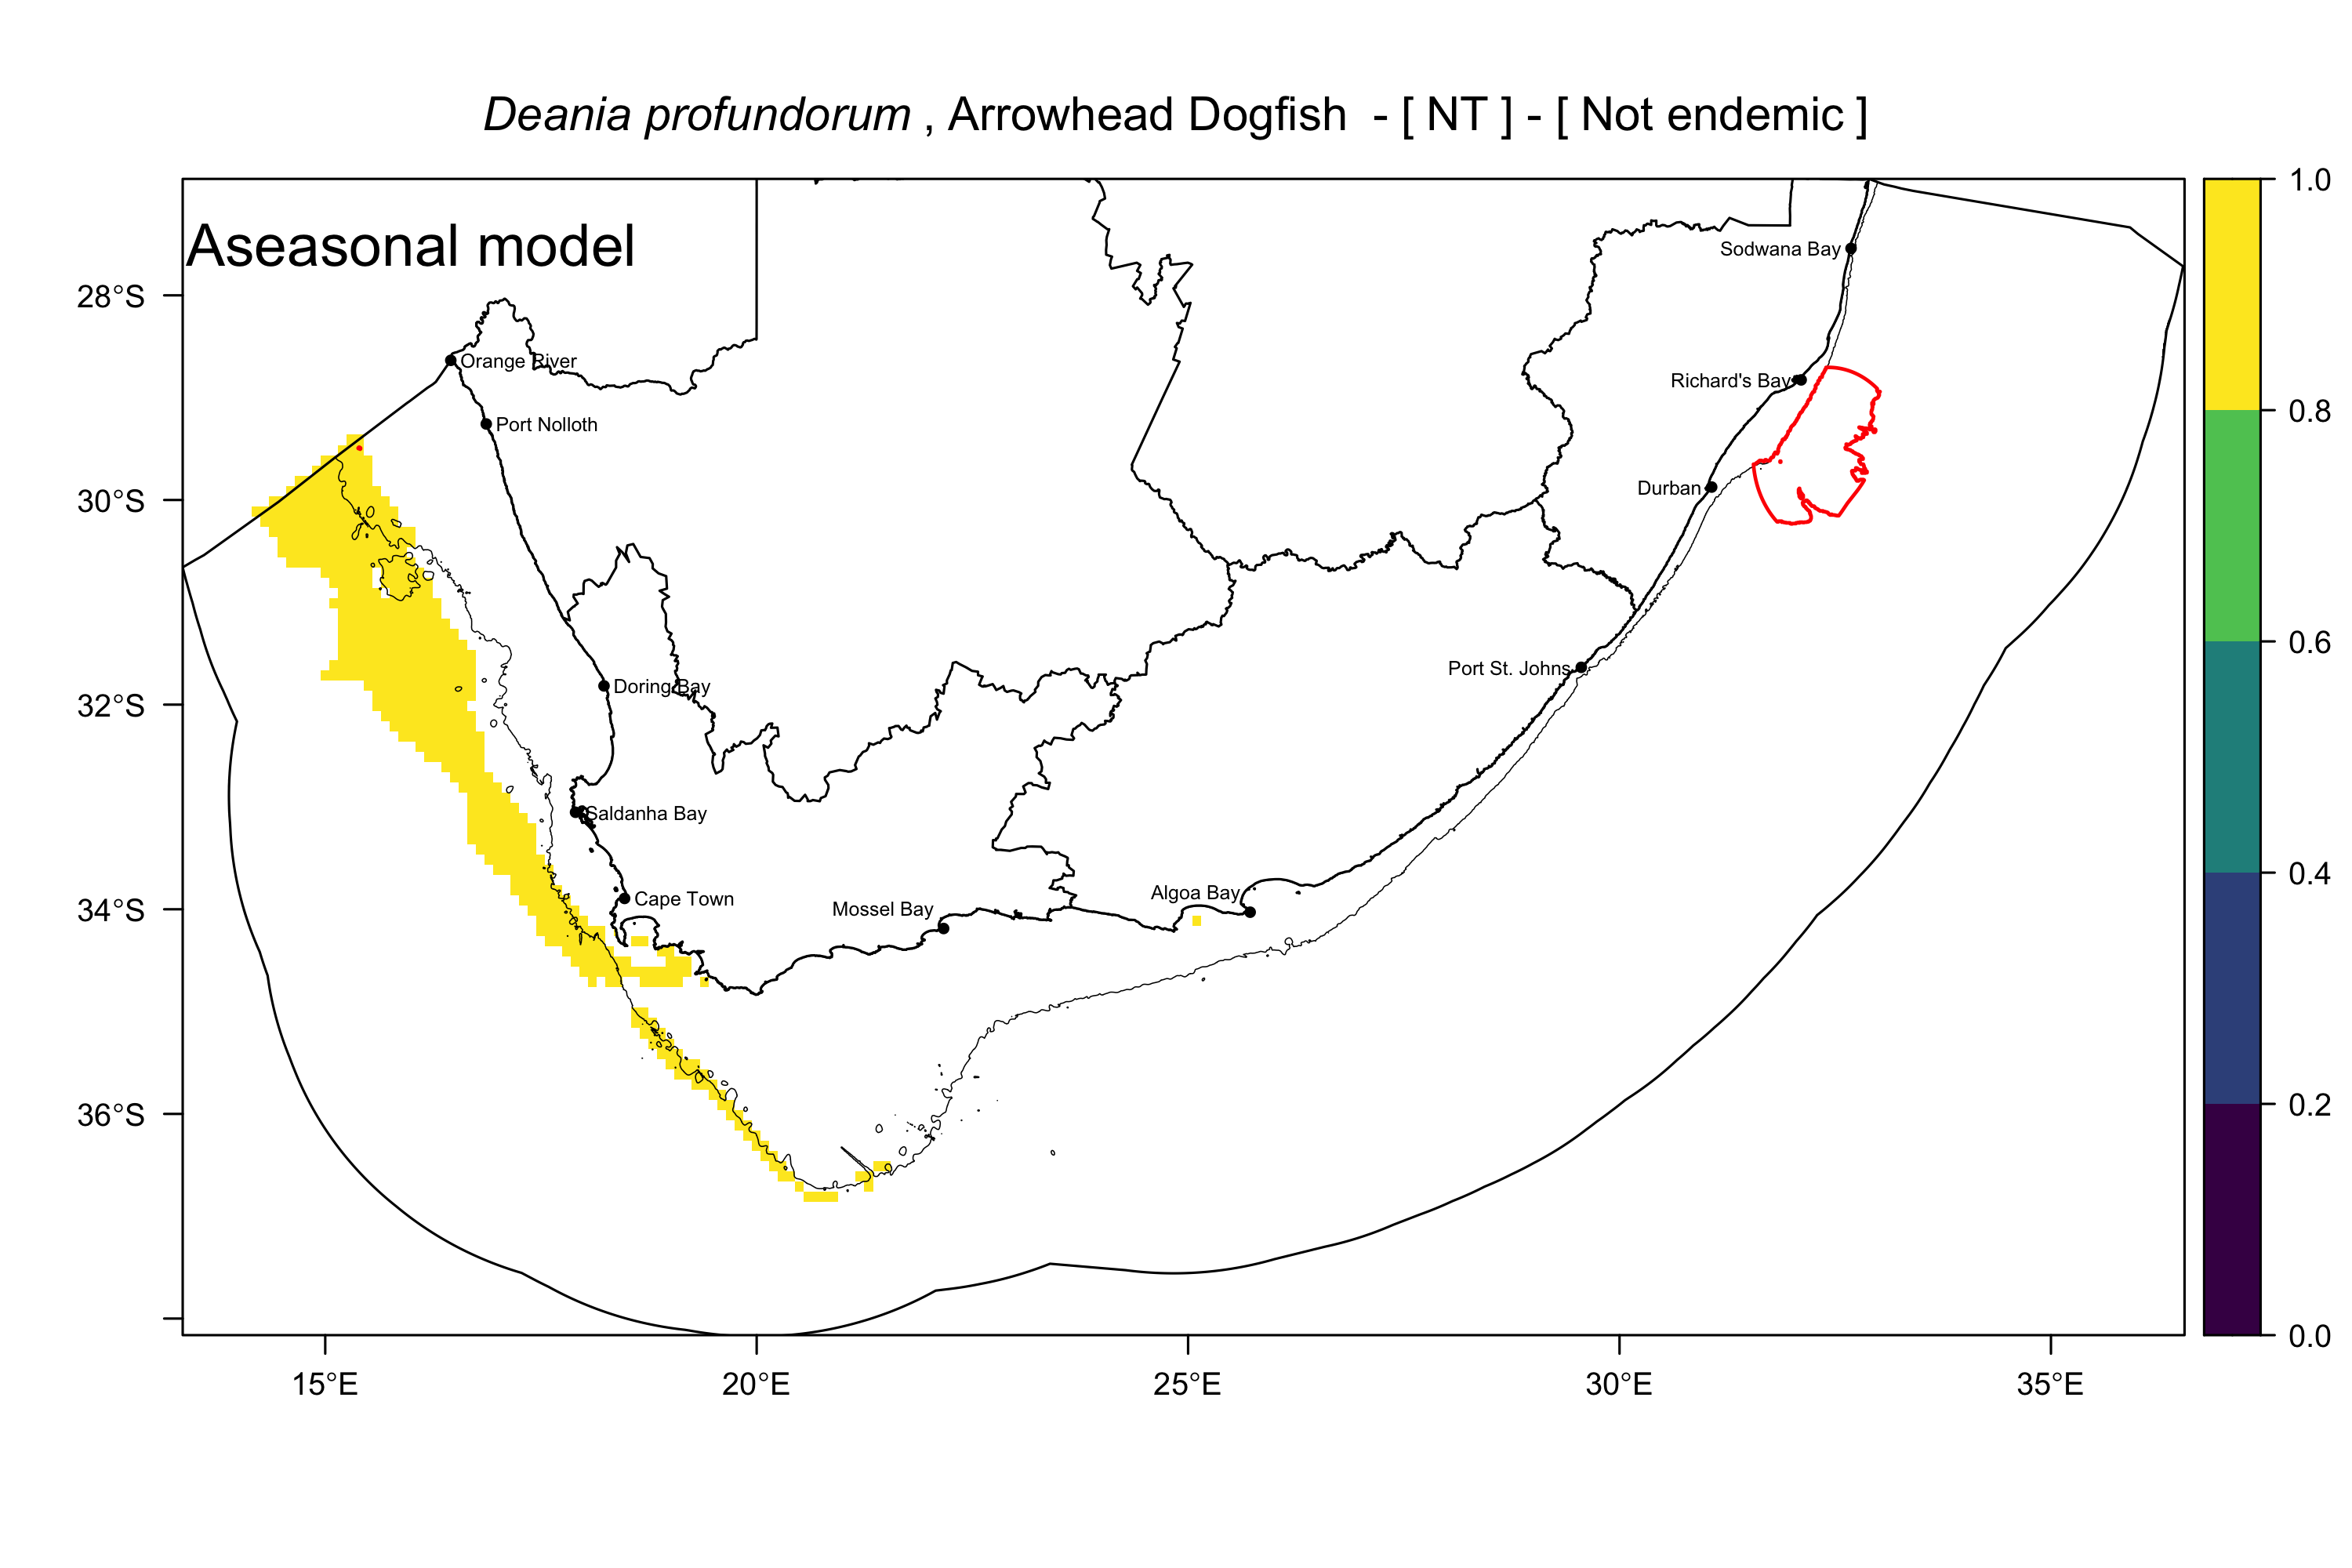 Deania profundorum , Arrowhead Dogfish - [ NT ] - [ Not endemic ]
Aseasonal model
1.0
0.8
0.6
0.4
0.2
0.0
28°S
30°S
32°S
34°S
36°S
Sodwana Bay
Orange River
Richard's Bay
Port Nolloth
Durban
Port St. Johns
Doring Bay
Saldanha Bay
Cape Town
Mossel Bay
Algoa Bay
15°E
20°E
25°E
30°E
35°E